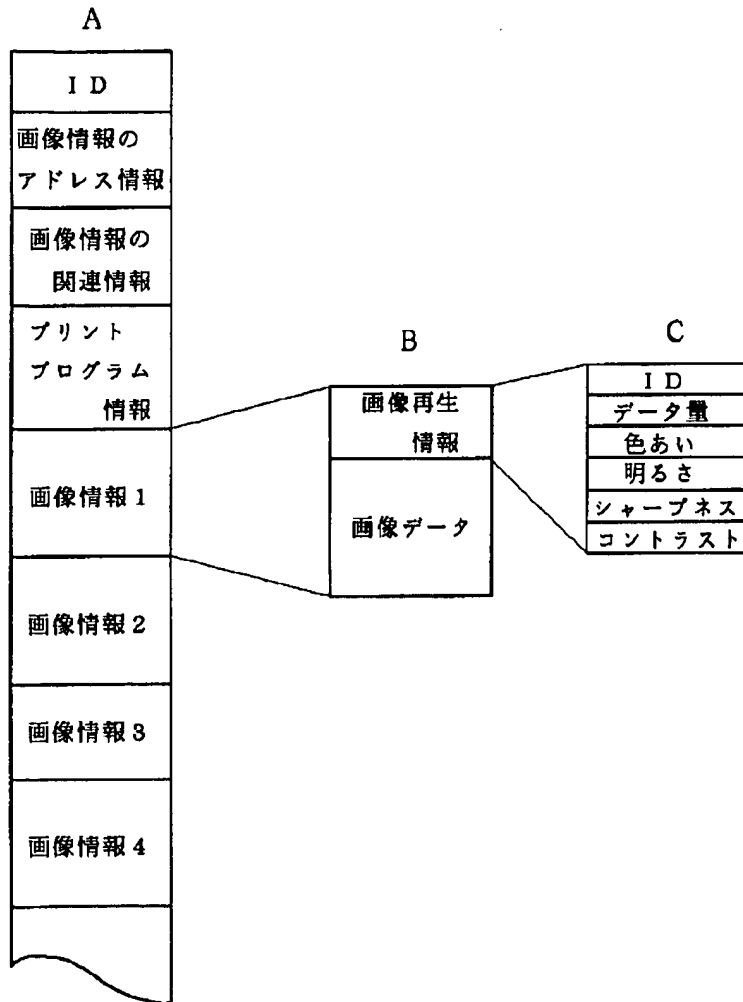 A
ID
画像情報の
アドレス情報
画像情報の
関連情報
プリント
プログラム
情報
画像情報1
画像情報2
画像情報3
画像情報4
B
画像再生
情報
画像データ
C
ID
データ量
色あい
明るさ
シャープネス
コントラスト